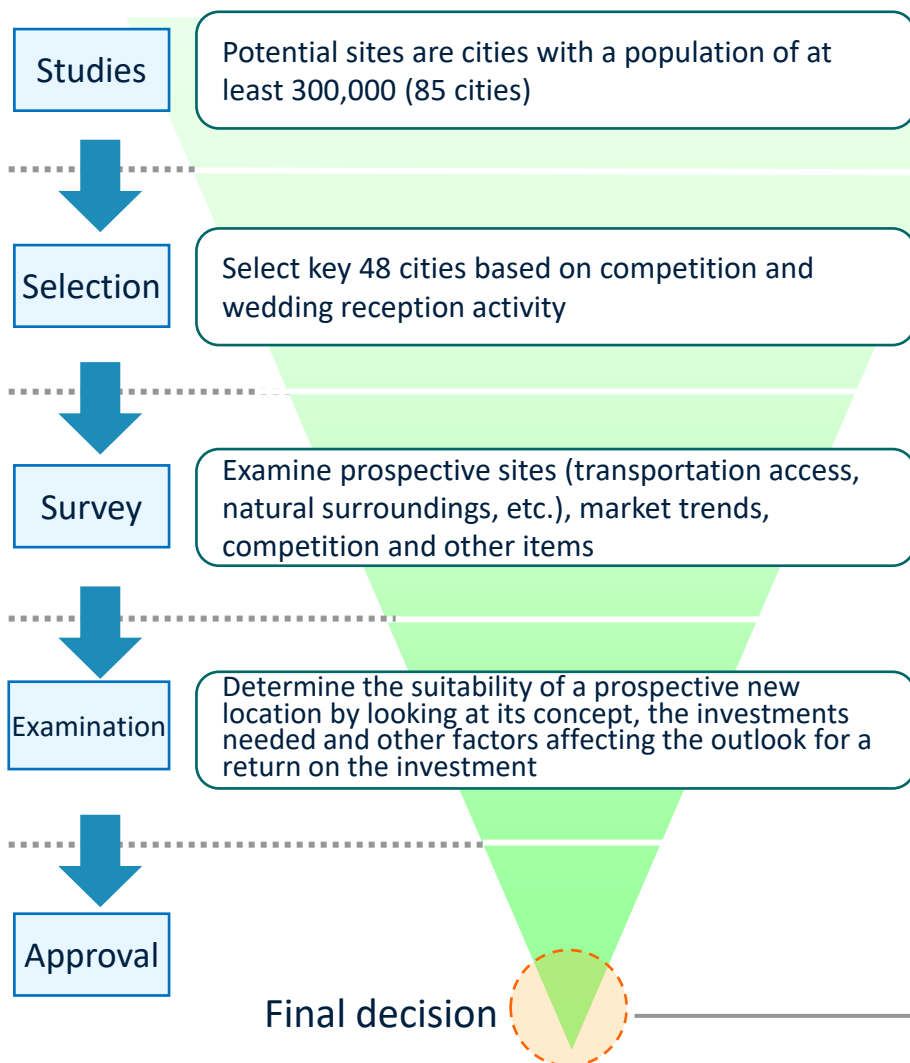 Studies
Potential sites are cities with a population of at
least 300,000 (85 cities)
Selection
Select key 48 cities based on competition and
wedding reception activity
Survey
Examine prospective sites (transportation access,
natural surroundings, etc.), market trends,
competition and other items
Examination
Determine the suitability of a prospective new
location by looking at its concept, the investments
needed and other factors affecting the outlook for a
return on the investment
Approval
Final decision